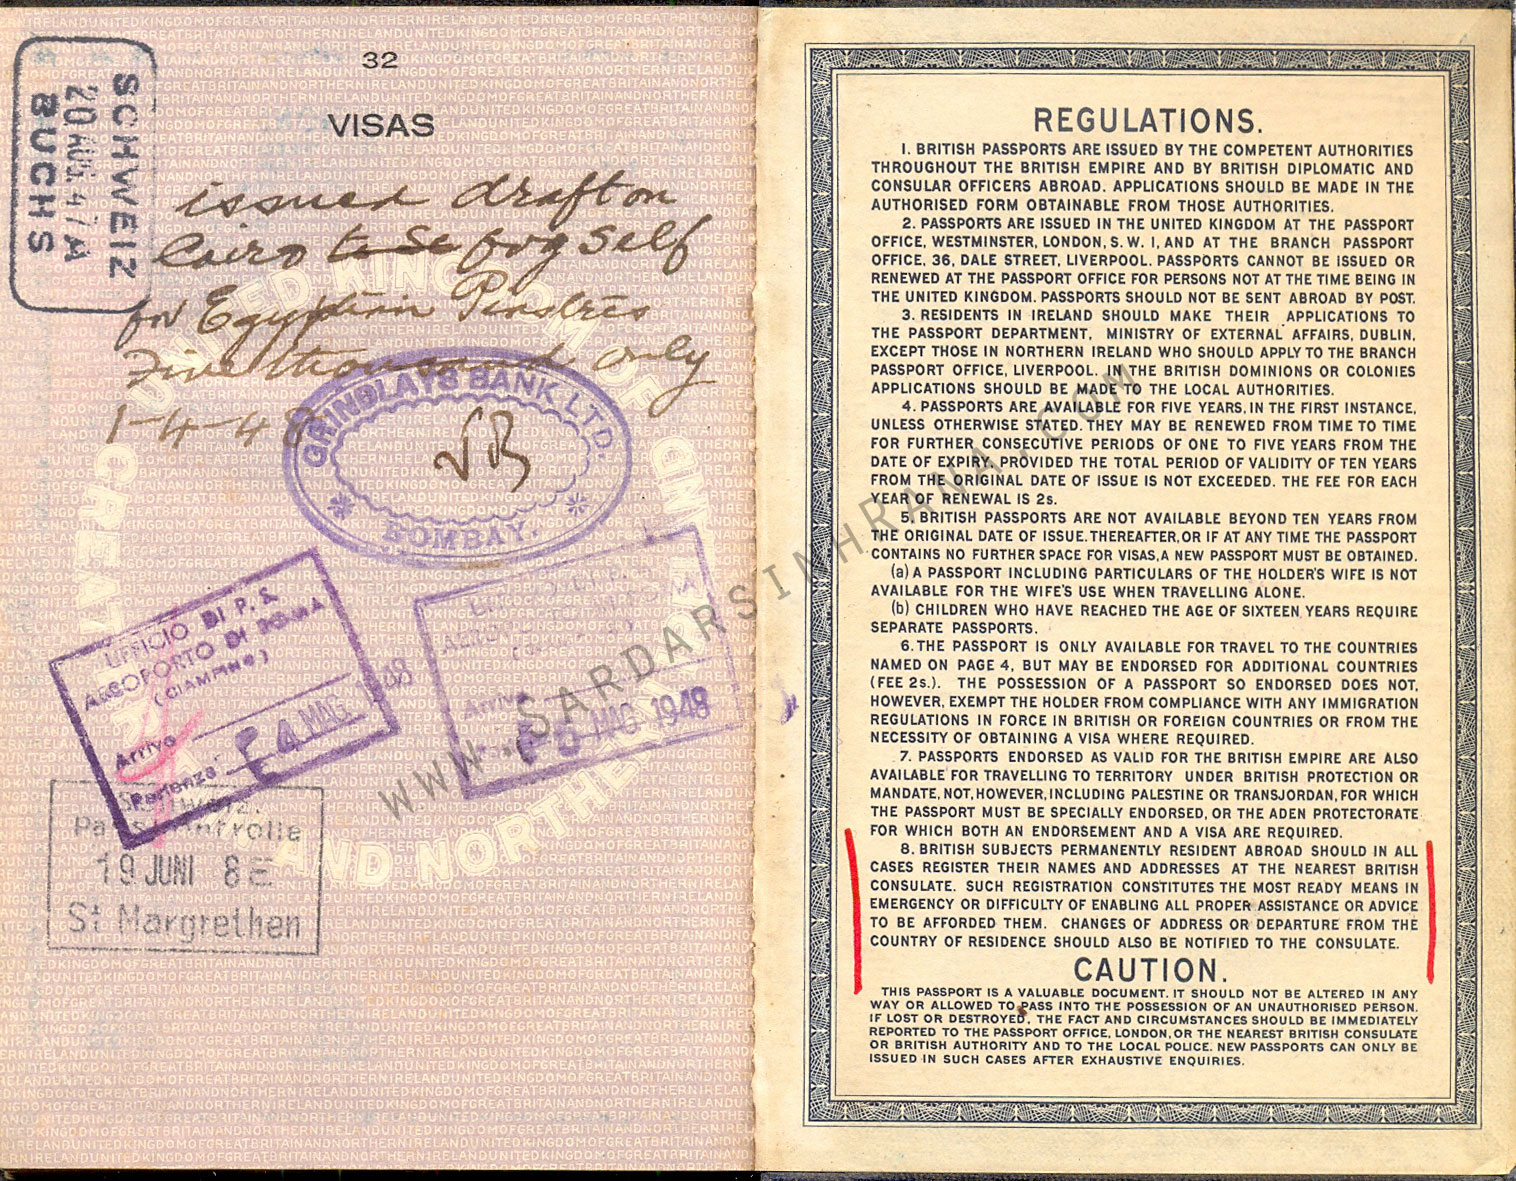 32
VISAS
SCHWEIZ
20 AUG. 47 A
BUCHS
issued draft on
Cairo to Se fvg self
for Egyptian Piastres
Five thousand only
1-4-48
GRINDLAYS BANK LTD.
BOMBAY.
UFFICIO DI P. S.
AEROPORTO DI ROMA
(CIAMPINO)
Arrivo
Partenza
4 MAG. 48
Arrivo
MAG 1948
19 JUNI 8 E
St Margrethen
UNITED KINGDOM OF GREAT BRITAIN AND NORTHERN
REGULATIONS.
1. BRITISH PASSPORTS ARE ISSUED BY THE COMPETENT AUTHORITIES
THROUGHOUT THE BRITISH EMPIRE AND BY BRITISH DIPLOMATIC AND
CONSULAR OFFICERS ABROAD. APPLICATIONS SHOULD BE MADE IN THE
AUTHORISED FORM OBTAINABLE FROM THOSE AUTHORITIES.
2. PASSPORTS ARE ISSUED IN THE UNITED KINGDOM AT THE PASSPORT
OFFICE, WESTMINSTER, LONDON, S. W. 1, AND AT THE BRANCH PASSPORT
OFFICE, 36, DALE STREET, LIVERPOOL. PASSPORTS CANNOT BE ISSUED OR
RENEWED AT THE PASSPORT OFFICE FOR PERSONS NOT AT THE TIME BEING IN
THE UNITED KINGDOM. PASSPORTS SHOULD NOT BE SENT ABROAD BY POST.
3. RESIDENTS IN IRELAND SHOULD MAKE THEIR APPLICATIONS TO
THE PASSPORT DEPARTMENT, MINISTRY OF EXTERNAL AFFAIRS, DUBLIN,
EXCEPT THOSE IN NORTHERN IRELAND WHO SHOULD APPLY TO THE BRANCH
PASSPORT OFFICE, LIVERPOOL. IN THE BRITISH DOMINIONS OR COLONIES
APPLICATIONS SHOULD BE MADE TO THE LOCAL AUTHORITIES.
4. PASSPORTS ARE AVAILABLE FOR FIVE YEARS, IN THE FIRST INSTANCE,
UNLESS OTHERWISE STATED. THEY MAY BE RENEWED FROM TIME TO TIME
FOR FURTHER CONSECUTIVE PERIODS OF ONE TO FIVE YEARS FROM THE
DATE OF EXPIRY, PROVIDED THE TOTAL PERIOD OF VALIDITY OF TEN YEARS
FROM THE ORIGINAL DATE OF ISSUE IS NOT EXCEEDED. THE FEE FOR EACH
YEAR OF RENEWAL IS 2s.
5. BRITISH PASSPORTS ARE NOT AVAILABLE BEYOND TEN YEARS FROM
THE ORIGINAL DATE OF ISSUE. THEREAFTER, OR IF AT ANY TIME THE PASSPORT
CONTAINS NO FURTHER SPACE FOR VISAS, A NEW PASSPORT MUST BE OBTAINED.
(a) A PASSPORT INCLUDING PARTICULARS OF THE HOLDER'S WIFE IS NOT
AVAILABLE FOR THE WIFE'S USE WHEN TRAVELLING ALONE.
(b) CHILDREN WHO HAVE REACHED THE AGE OF SIXTEEN YEARS REQUIRE
SEPARATE PASSPORTS.
6. THE PASSPORT IS ONLY AVAILABLE FOR TRAVEL TO THE COUNTRIES
NAMED ON PAGE 4, BUT MAY BE ENDORSED FOR ADDITIONAL COUNTRIES
(FEE 2s.). THE POSSESSION OF A PASSPORT SO ENDORSED DOES NOT,
HOWEVER, EXEMPT THE HOLDER FROM COMPLIANCE WITH ANY IMMIGRATION
REGULATIONS IN FORCE IN BRITISH OR FOREIGN COUNTRIES OR FROM THE
NECESSITY OF OBTAINING A VISA WHERE REQUIRED.
7. PASSPORTS ENDORSED AS VALID FOR THE BRITISH EMPIRE ARE ALSO
AVAILABLE FOR TRAVELLING TO TERRITORY UNDER BRITISH PROTECTION OR
MANDATE, NOT, HOWEVER, INCLUDING PALESTINE OR TRANSJORDAN, FOR WHICH
THE PASSPORT MUST BE SPECIALLY ENDORSED, OR THE ADEN PROTECTORATE
FOR WHICH BOTH AN ENDORSEMENT AND A VISA ARE REQUIRED.
8. BRITISH SUBJECTS PERMANENTLY RESIDENT ABROAD SHOULD IN ALL
CASES REGISTER THEIR NAMES AND ADDRESSES AT THE NEAREST BRITISH
CONSULATE. SUCH REGISTRATION CONSTITUTES THE MOST READY MEANS IN
EMERGENCY OR DIFFICULTY OF ENABLING ALL PROPER ASSISTANCE OR ADVICE
TO BE AFFORDED THEM. CHANGES OF ADDRESS OR DEPARTURE FROM THE
COUNTRY OF RESIDENCE SHOULD ALSO BE NOTIFIED TO THE CONSULATE.
CAUTION.
THIS PASSPORT IS A VALUABLE DOCUMENT. IT SHOULD NOT BE ALTERED IN ANY
WAY OR ALLOWED TO PASS INTO THE POSSESSION OF AN UNAUTHORISED PERSON.
IF LOST OR DESTROYED, THE FACT AND CIRCUMSTANCES SHOULD BE IMMEDIATELY
REPORTED TO THE PASSPORT OFFICE, LONDON, OR THE NEAREST BRITISH CONSULATE
OR BRITISH AUTHORITY AND TO THE LOCAL POLICE. NEW PASSPORTS CAN ONLY BE
ISSUED IN SUCH CASES AFTER EXHAUSTIVE ENQUIRIES.
WWW.SARDARSINHRANA.COM